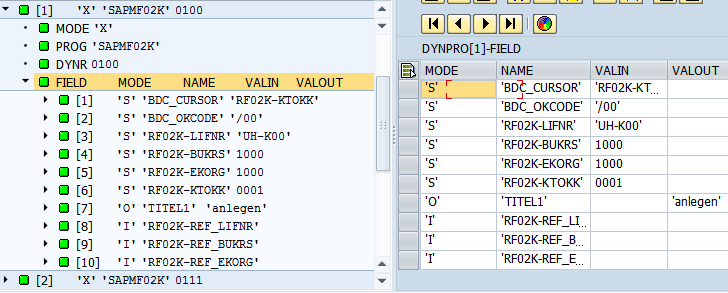 [1] 'X' 'SAPMF02K' 0100
MODE 'X'
PROG 'SAPMF02K'
DYNR 0100
FIELD MODE NAME VALIN VALOUT
[1] 'S' 'BDC_CURSOR' 'RF02K-KTOKK'
[2] 'S' 'BDC_OKCODE' '/00'
[3] 'S' 'RF02K-LIFNR' 'UH-K00'
[4] 'S' 'RF02K-BUKRS' 1000
[5] 'S' 'RF02K-EKORG' 1000
[6] 'S' 'RF02K-KTOKK' 0001
[7] 'O' 'TITEL1' 'anlegen'
[8] 'I' 'RF02K-REF_LIFNR'
[9] 'I' 'RF02K-REF_BUKRS'
[10] 'I' 'RF02K-REF_EKORG'
[2] 'X' 'SAPMF02K' 0111
DYNPRO[1]-FIELD
MODE NAME VALIN VALOUT
'S' 'BDC_CURSOR' 'RF02K-KT...
'S' 'BDC_OKCODE' '/00'
'S' 'RF02K-LIFNR' 'UH-K00'
'S' 'RF02K-BUKRS' 1000
'S' 'RF02K-EKORG' 1000
'S' 'RF02K-KTOKK' 0001
'O' 'TITEL1' 'anlegen'
'I' 'RF02K-REF_LI...
'I' 'RF02K-REF_B...
'I' 'RF02K-REF_E...